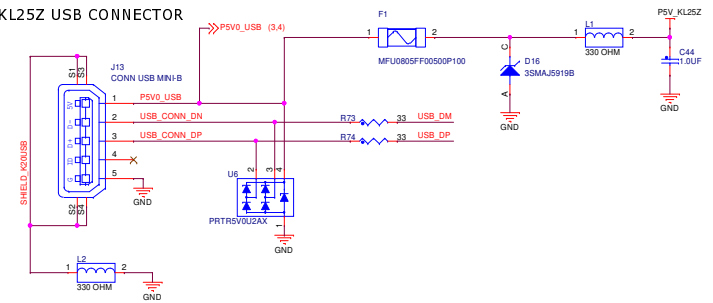 KL25Z USB CONNECTOR
P5V0_USB (3,4)
F1
1 2
MFU0805FF00500P100
L1
1 2
330 OHM
P5V_KL25Z
C44
1.0UF
GND
C
D16
3SMAJ5919B
A
GND
J13
CONN USB MINI-B
S1
S3
5V
D-
D+
ID
G
S2
S4
1 P5V0_USB
2 USB_CONN_DN
3 USB_CONN_DP
4
5
GND
R73 33 USB_DM
R74 33 USB_DP
SHIELD_K20USB
U6
2 3 4
PRTR5V0U2AX
1
GND
L2
1 2
330 OHM
GND